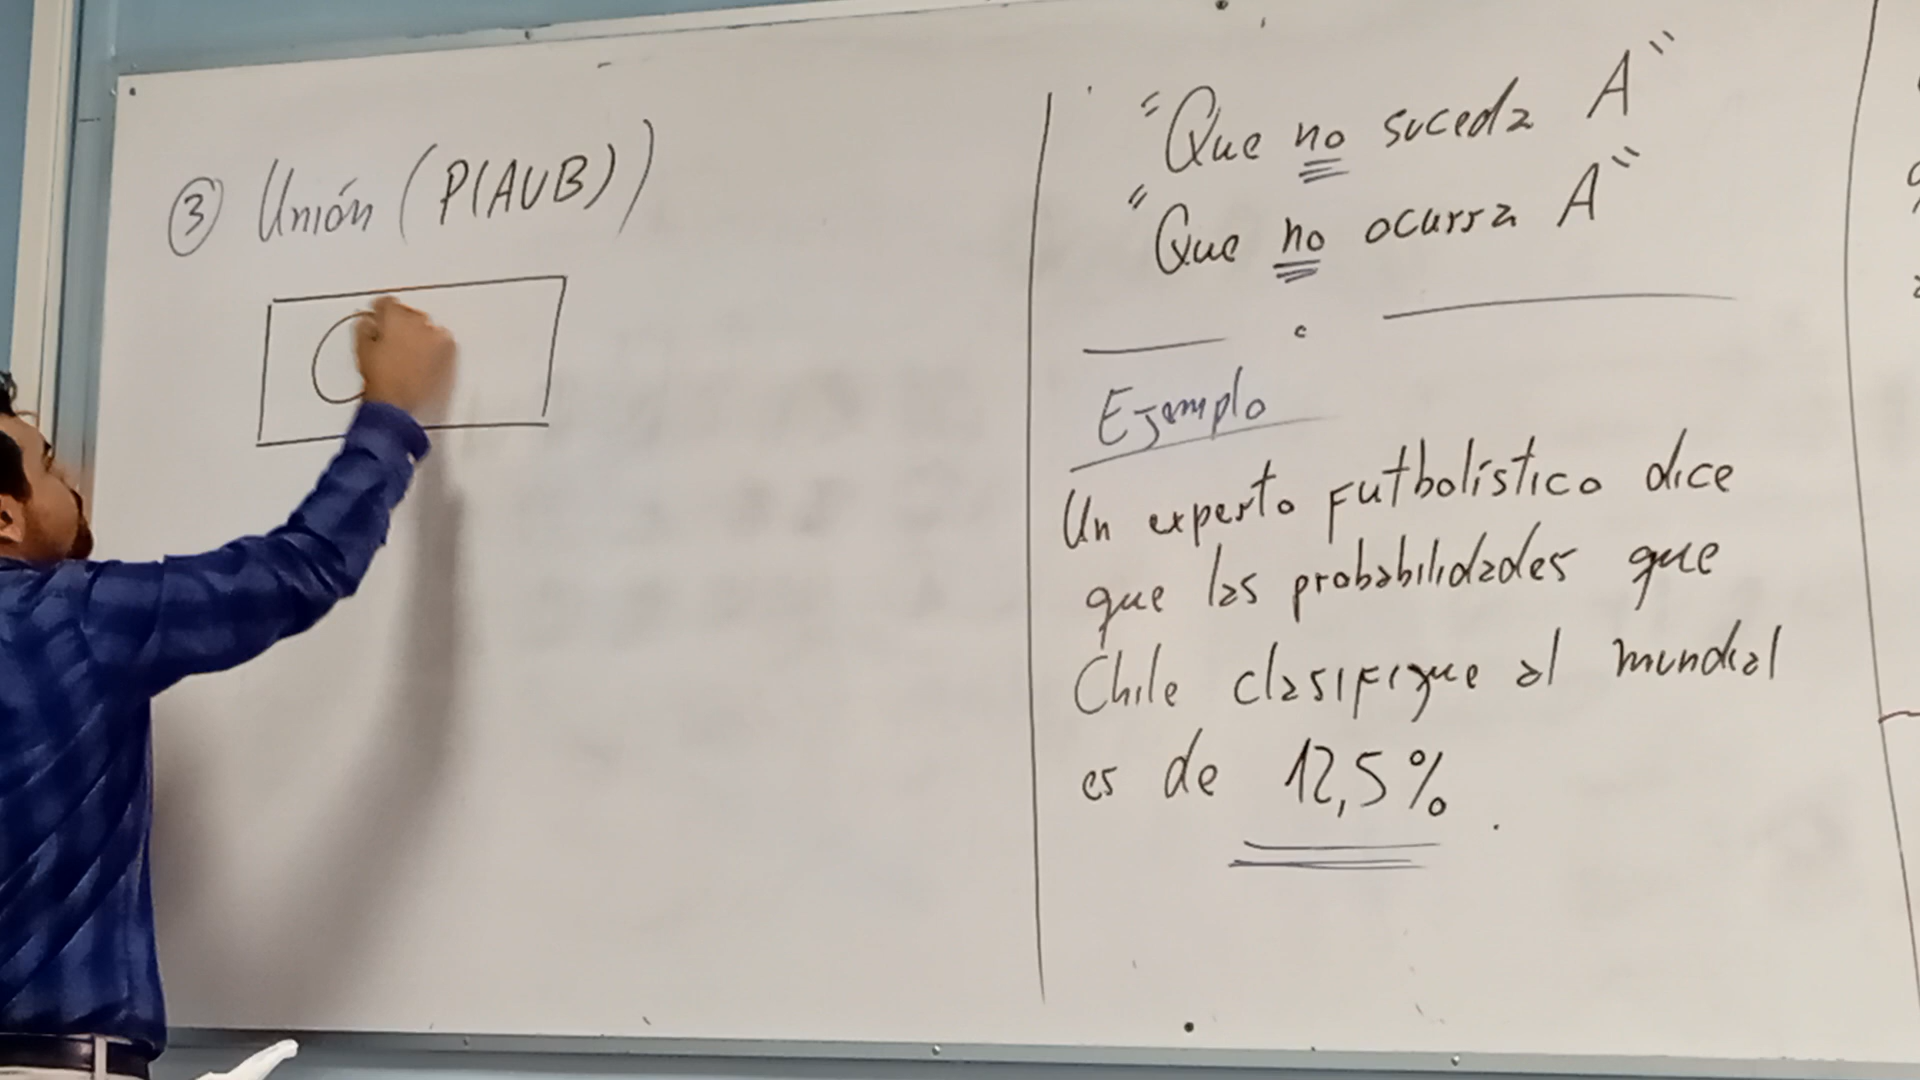 ③ Unión (P(AUB))
"Que no suceda A"
"Que no ocurra A"
Ejemplo
Un experto futbolístico dice
que las probabilidades que
Chile clasifique al mundial
es de 12,5%.